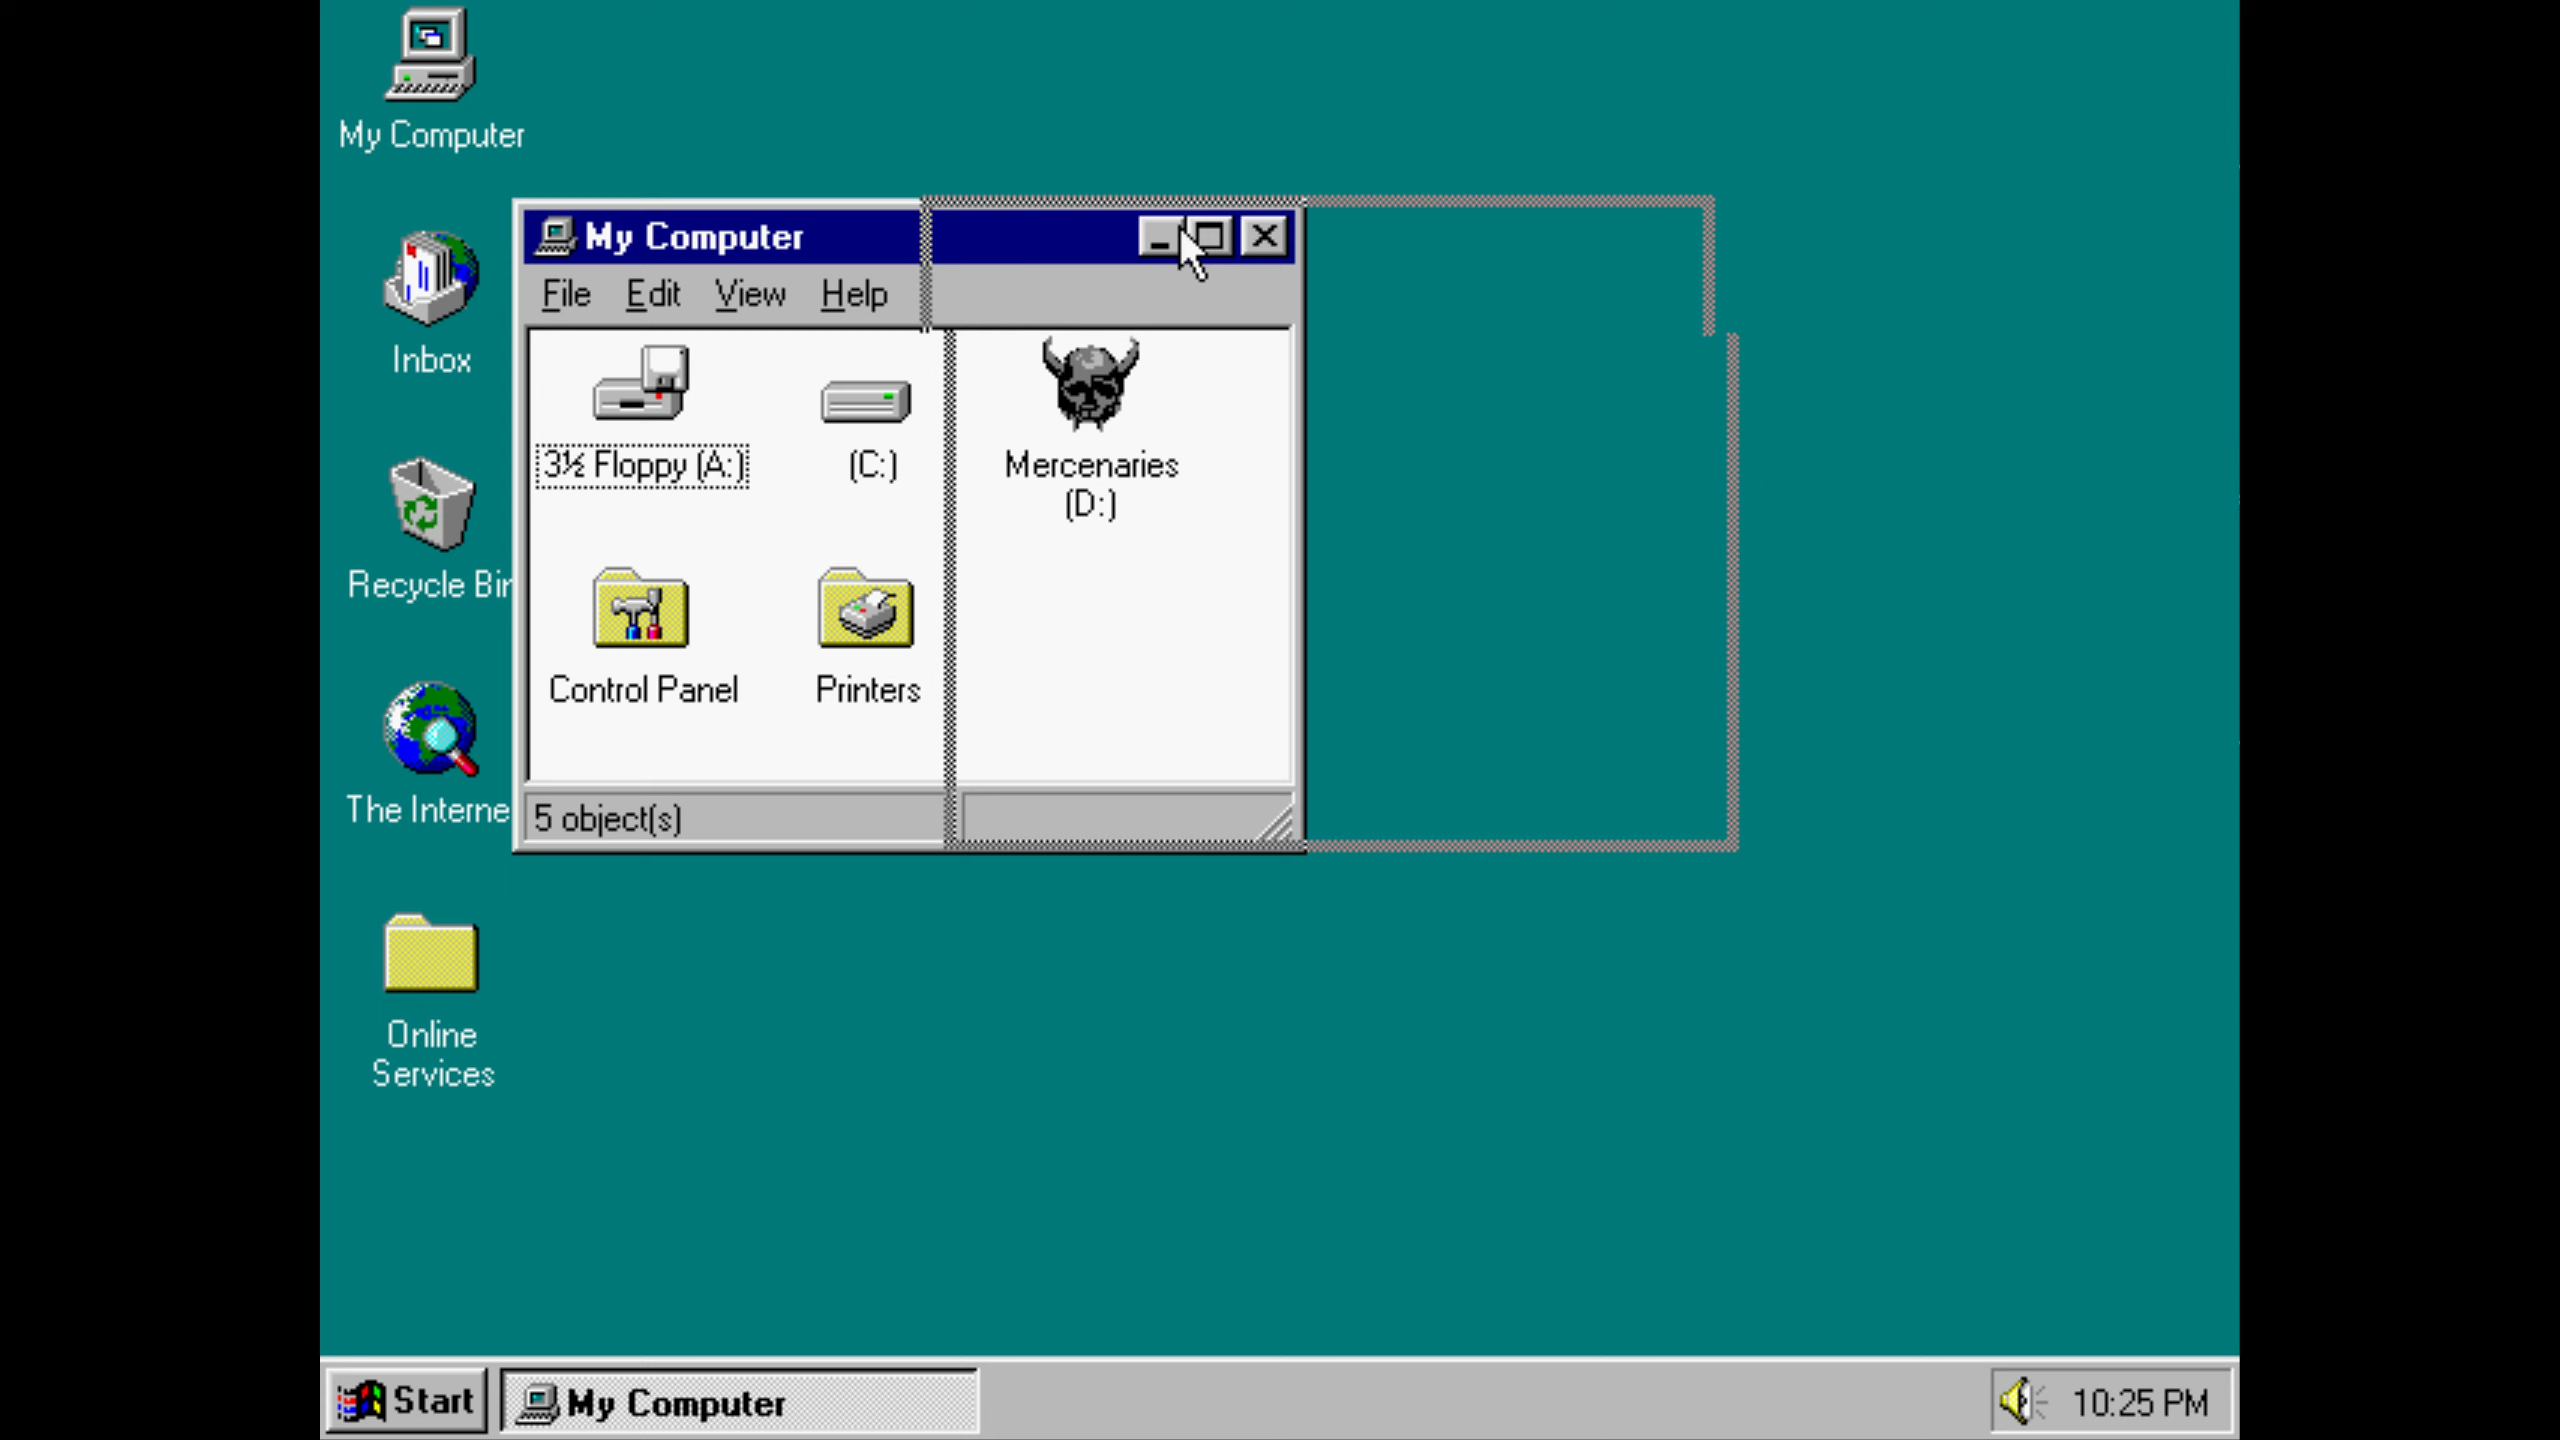 My Computer
Inbox
Recycle Bin
The Interne
Online
Services
My Computer
File Edit View Help
3½ Floppy (A:)
(C:)
Mercenaries
(D:)
Control Panel
Printers
5 object(s)
Start
My Computer
10:25 PM